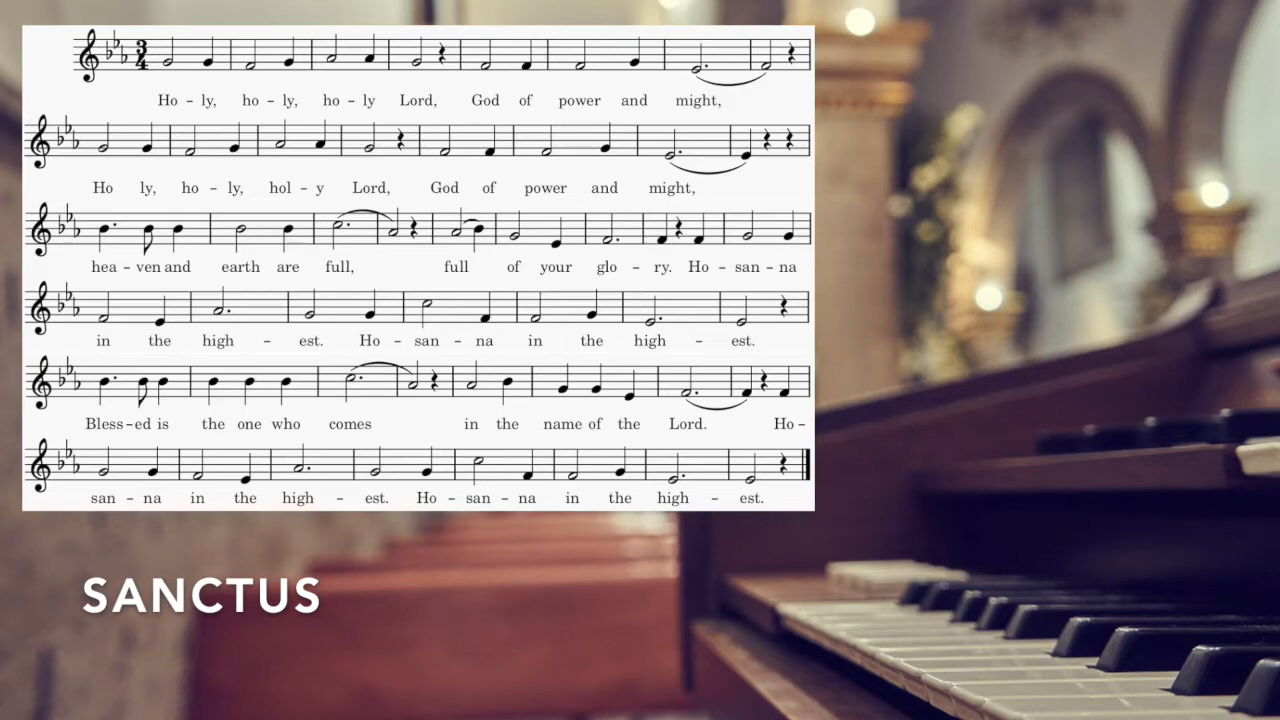 Ho – ly, ho – ly, ho – ly Lord, God of power and might,
Ho ly, ho – ly, hol – y Lord, God of power and might,
hea – ven and earth are full, full of your glo – ry. Ho – san – na
in the high – est. Ho – san – na in the high – est.
Bless – ed is the one who comes in the name of the Lord. Ho –
san – na in the high – est. Ho – san – na in the high – est.
SANCTUS